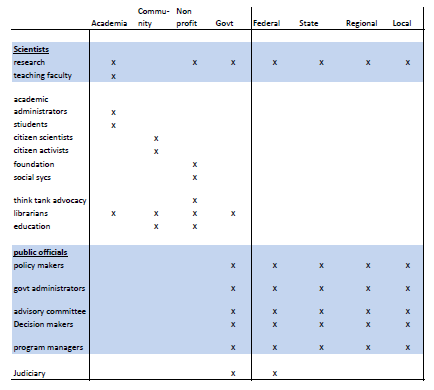 Commu- Non
Academia nity profit Govt Federal State Regional Local
Scientists
research x x x x x x x
teaching faculty x
academic
administrators x
stiudents x
citizen scientists x
citizen activists x
foundation x
social sycs x
think tank advocacy x
librarians x x x x
education x x
public officials
policy makers x x x x x
govt administrators x x x x x
advisory committee x x x x x
Decision makers x x x x x
program managers x x x x x
Judiciary x x